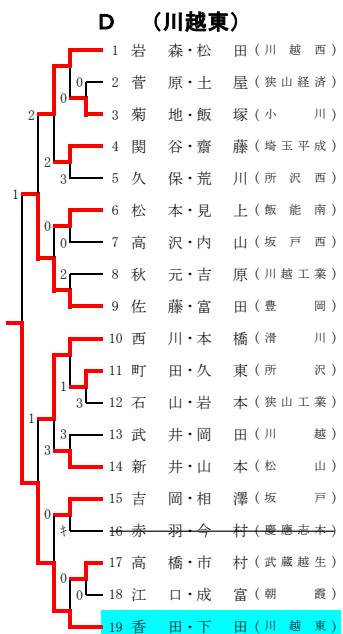 D （川越東）
1 岩森・松田（川越西）
0
2 菅原・土屋（狭山経済）
0
3 菊地・飯塚（小川）
2
4 関谷・齋藤（埼玉平成）
2
3
5 久保・荒川（所沢西）
1
6 松本・見上（飯能南）
0
0
7 高沢・内山（坂戸西）
2
8 秋元・吉原（川越工業）
9 佐藤・富田（豊岡）
10 西川・本橋（滑川）
11 町田・久東（所沢）
1
3
12 石山・岩本（狭山工業）
1
3
13 武井・岡田（川越）
3
14 新井・山本（松山）
15 吉岡・相澤（坂戸）
0
キ
16 赤羽・今村（慶應志木）
17 高橋・市村（武蔵越生）
0
0
18 江口・成富（朝霞）
19 香田・下田（川越東）